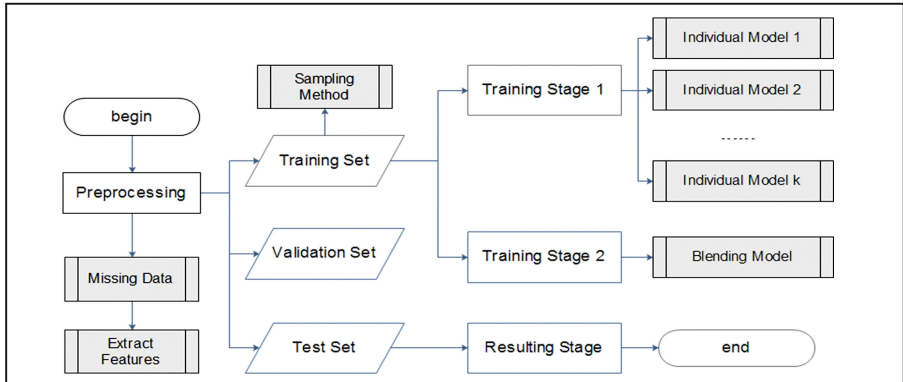 begin
Preprocessing
Missing Data
Extract
Features
Sampling
Method
Training Set
Validation Set
Test Set
Training Stage 1
Training Stage 2
Resulting Stage
Individual Model 1
Individual Model 2
------
Individual Model k
Blending Model
end